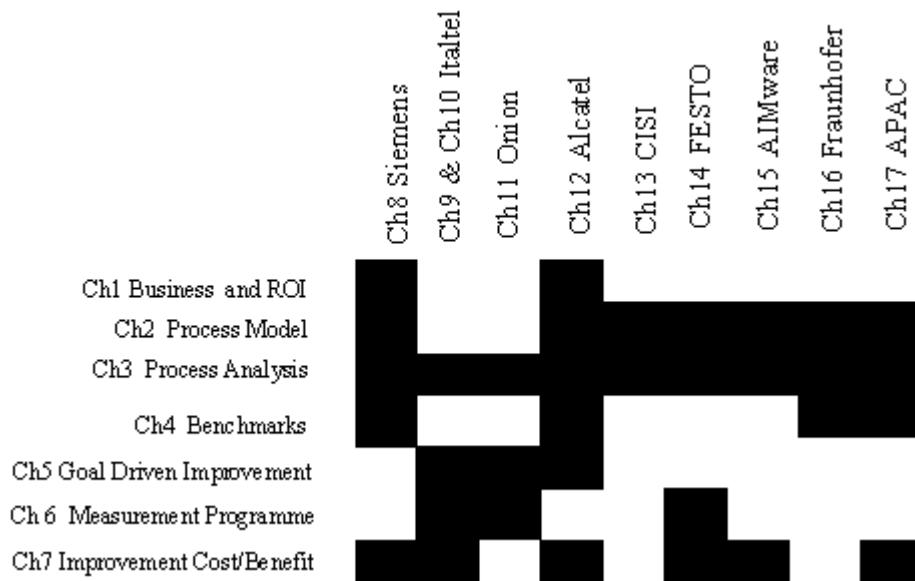 Ch8 Siemens
Ch9 & Ch10 Italtel
Ch11 Onion
Ch12 Alcatel
Ch13 CISI
Ch14 FESTO
Ch15 AIMware
Ch16 Fraunhofer
Ch17 APAC
Ch1 Business and ROI
Ch2 Process Model
Ch3 Process Analysis
Ch4 Benchmarks
Ch5 Goal Driven Improvement
Ch 6 Measurement Programme
Ch7 Improvement Cost/Benefit